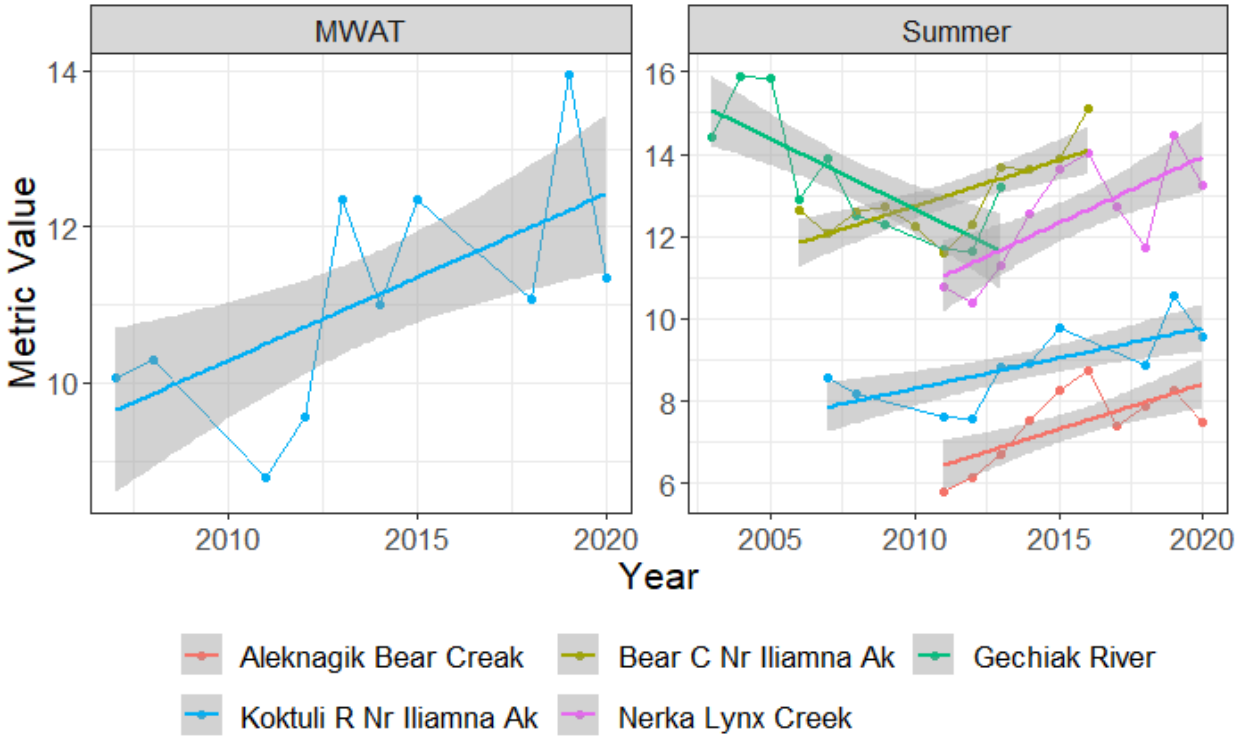 MWAT
Summer
Metric Value
14
12
10
16
14
12
10
8
6
2010 2015 2020
2005 2010 2015 2020
Year
Aleknagik Bear Creak Bear C Nr Iliamna Ak Gechiak River
Koktuli R Nr Iliamna Ak Nerka Lynx Creek